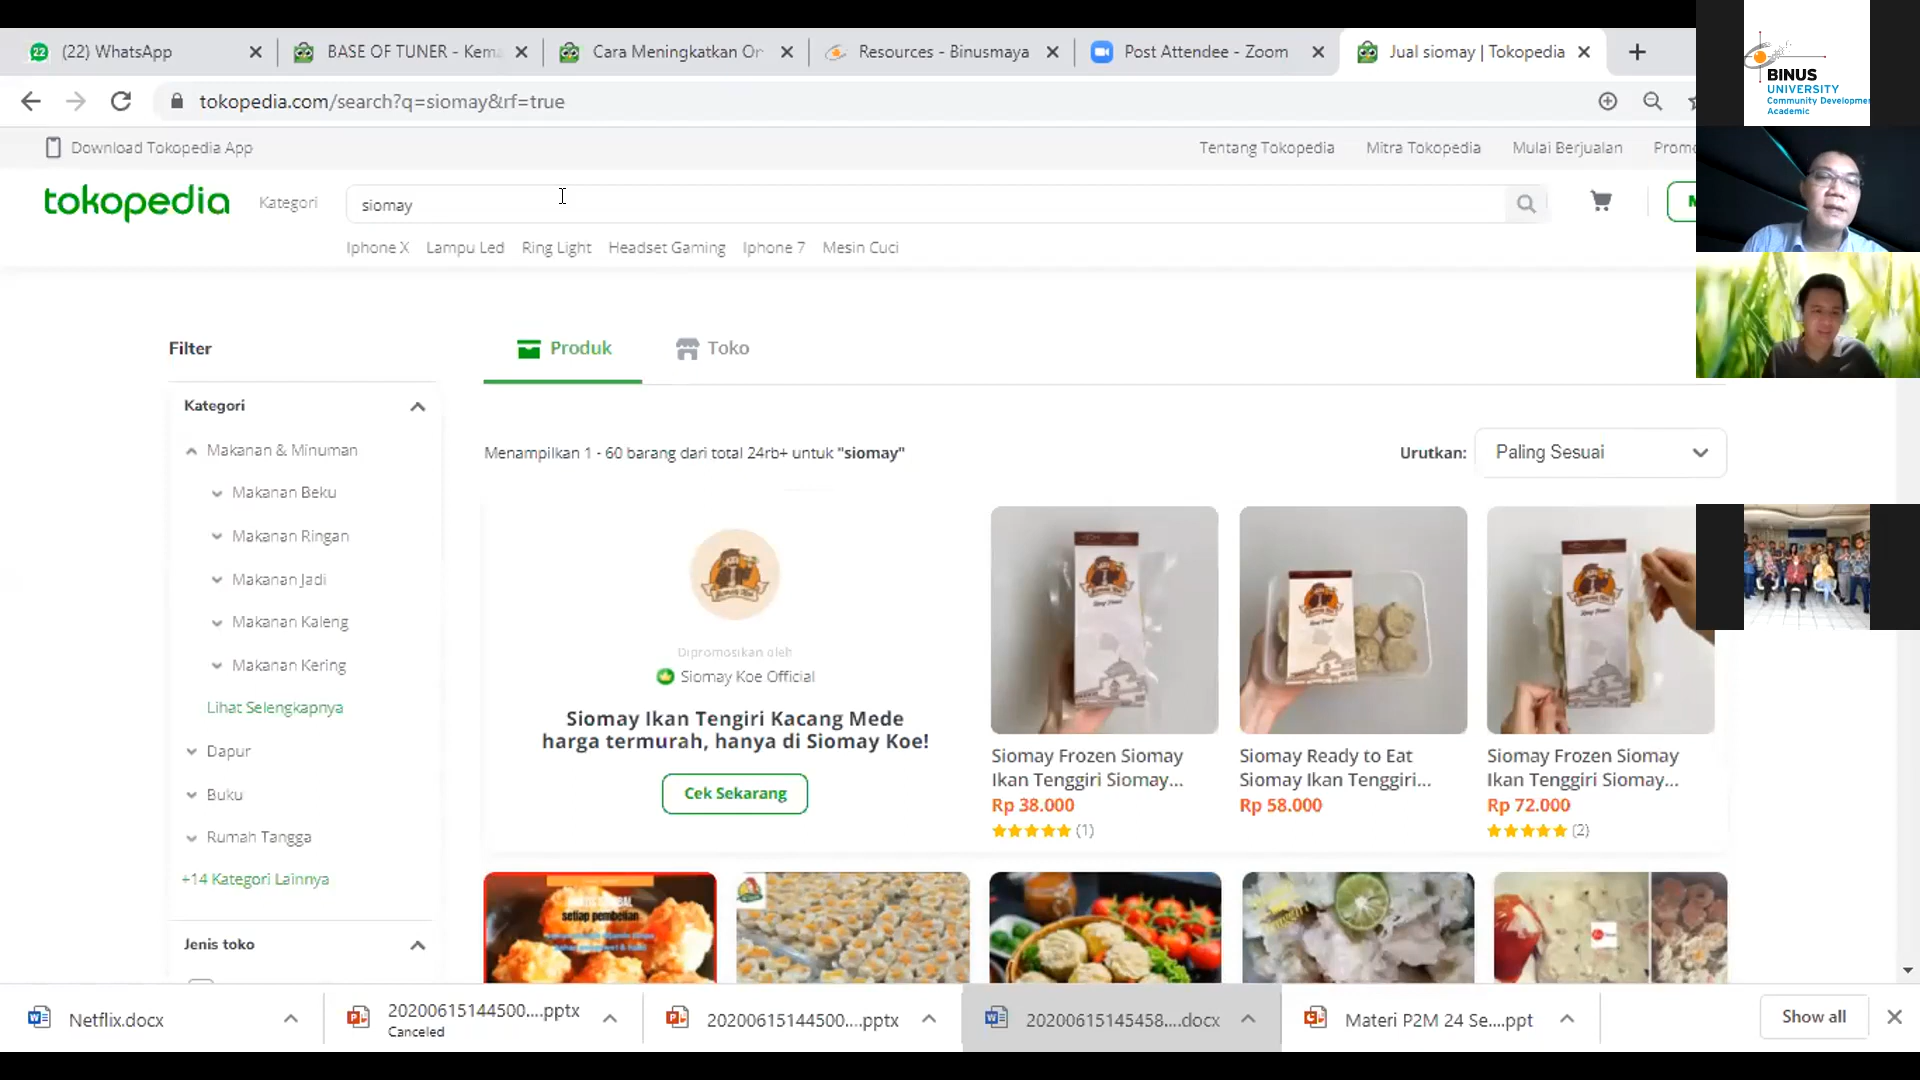 (22) WhatsApp
BASE OF TUNER - Kema
Cara Meningkatkan Or
Resources - Binusmaya
Post Attendee - Zoom
Jual siomay | Tokopedia
tokopedia.com/search?q=siomay&rf=true
BINUS
UNIVERSITY
Community Developme
Academic
Download Tokopedia App
Tentang Tokopedia
Mitra Tokopedia
Mulai Berjualan
Promo
tokopedia
Kategori
siomay
Iphone X
Lampu Led
Ring Light
Headset Gaming
Iphone 7
Mesin Cuci
Filter
Produk
Toko
Kategori
Makanan & Minuman
Makanan Beku
Makanan Ringan
Makanan Jadi
Makanan Kaleng
Makanan Kering
Lihat Selengkapnya
Dapur
Buku
Rumah Tangga
+14 Kategori Lainnya
Jenis toko
Menampilkan 1 - 60 barang dari total 24rb+ untuk "siomay"
Urutkan:
Paling Sesuai
Dipromosikan oleh
Siomay Koe Official
Siomay Ikan Tengiri Kacang Mede
harga termurah, hanya di Siomay Koe!
Cek Sekarang
Siomay Frozen Siomay
Ikan Tenggiri Siomay...
Rp 38.000
(1)
Siomay Ready to Eat
Siomay Ikan Tenggiri...
Rp 58.000
Siomay Frozen Siomay
Ikan Tenggiri Siomay...
Rp 72.000
(2)
setiap pembelian
Netflix.docx
20200615144500....pptx
Canceled
20200615144500....pptx
20200615145458....docx
Materi P2M 24 Se....ppt
Show all